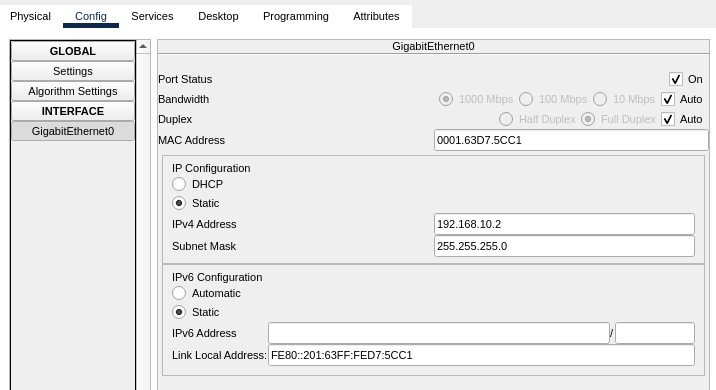 Physical Config Services Desktop Programming Attributes
GLOBAL
Settings
Algorithm Settings
INTERFACE
GigabitEthernet0
GigabitEthernet0
Port Status On
Bandwidth 1000 Mbps 100 Mbps 10 Mbps Auto
Duplex Half Duplex Full Duplex Auto
MAC Address 0001.63D7.5CC1
IP Configuration
DHCP
Static
IPv4 Address 192.168.10.2
Subnet Mask 255.255.255.0
IPv6 Configuration
Automatic
Static
IPv6 Address /
Link Local Address: FE80::201:63FF:FED7:5CC1